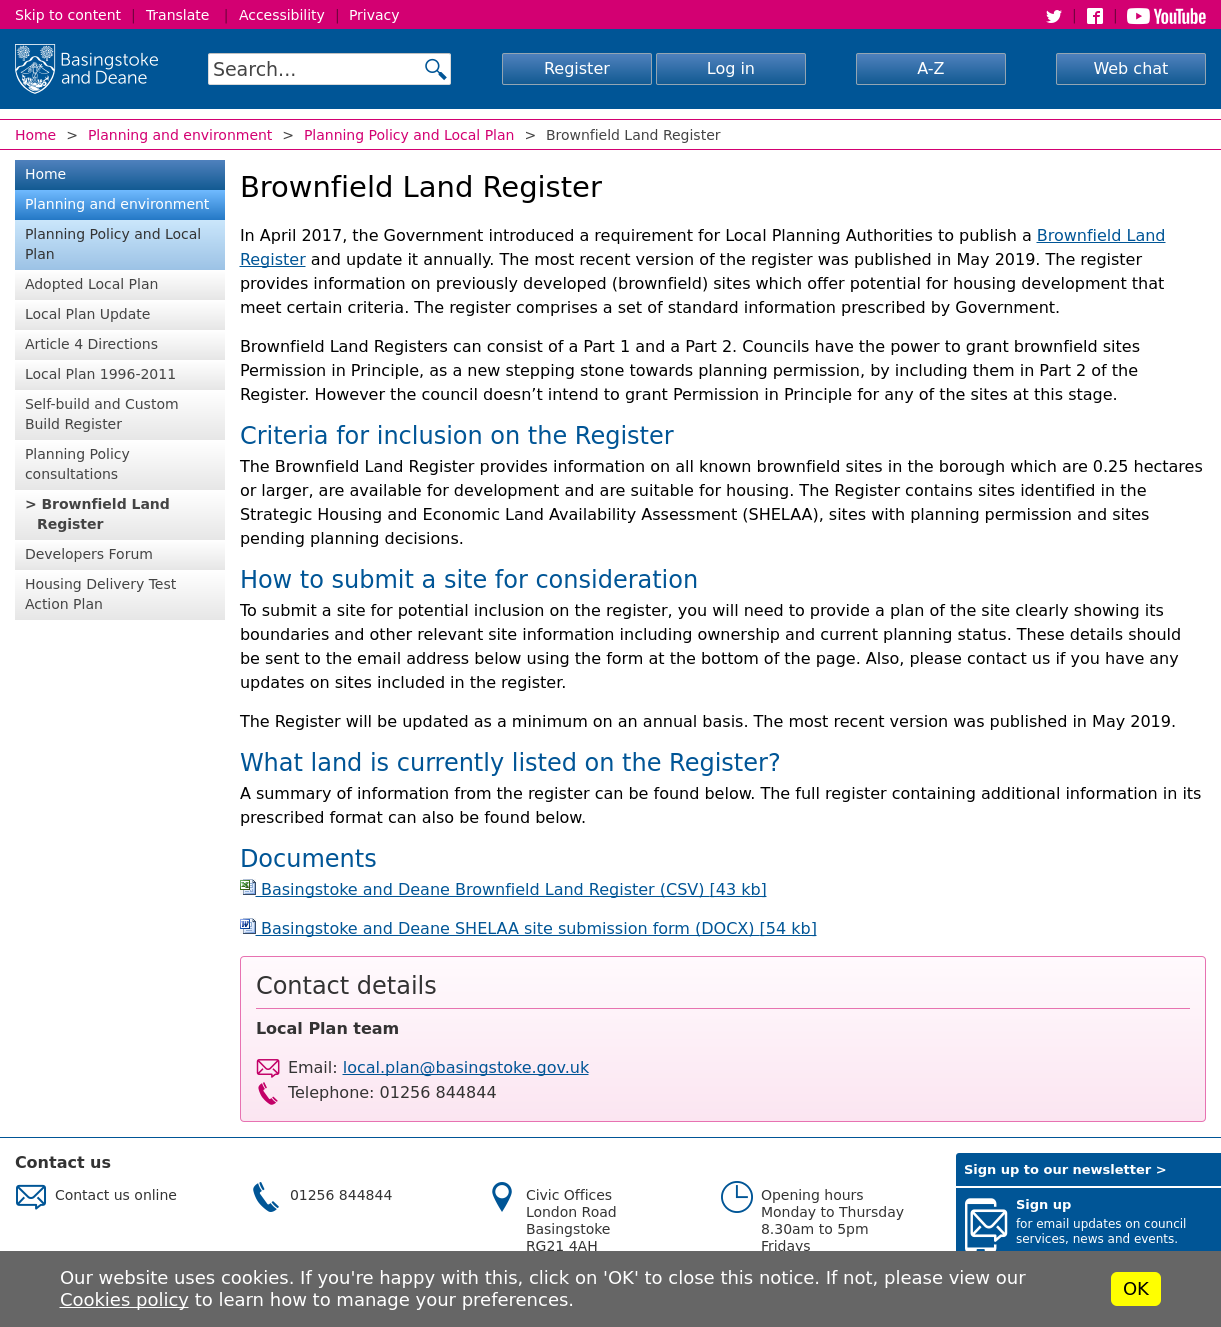 Skip to content | Translate | Accessibility | Privacy
YouTube
Basingstoke
and Deane
Search...
Register
Log in
A-Z
Web chat
Home > Planning and environment > Planning Policy and Local Plan > Brownfield Land Register
Home
Planning and environment
Planning Policy and Local
Plan
Adopted Local Plan
Local Plan Update
Article 4 Directions
Local Plan 1996-2011
Self-build and Custom
Build Register
Planning Policy
consultations
> Brownfield Land
Register
Developers Forum
Housing Delivery Test
Action Plan
Brownfield Land Register
In April 2017, the Government introduced a requirement for Local Planning Authorities to publish a Brownfield Land
Register and update it annually. The most recent version of the register was published in May 2019. The register
provides information on previously developed (brownfield) sites which offer potential for housing development that
meet certain criteria. The register comprises a set of standard information prescribed by Government.
Brownfield Land Registers can consist of a Part 1 and a Part 2. Councils have the power to grant brownfield sites
Permission in Principle, as a new stepping stone towards planning permission, by including them in Part 2 of the
Register. However the council doesn’t intend to grant Permission in Principle for any of the sites at this stage.
Criteria for inclusion on the Register
The Brownfield Land Register provides information on all known brownfield sites in the borough which are 0.25 hectares
or larger, are available for development and are suitable for housing. The Register contains sites identified in the
Strategic Housing and Economic Land Availability Assessment (SHELAA), sites with planning permission and sites
pending planning decisions.
How to submit a site for consideration
To submit a site for potential inclusion on the register, you will need to provide a plan of the site clearly showing its
boundaries and other relevant site information including ownership and current planning status. These details should
be sent to the email address below using the form at the bottom of the page. Also, please contact us if you have any
updates on sites included in the register.
The Register will be updated as a minimum on an annual basis. The most recent version was published in May 2019.
What land is currently listed on the Register?
A summary of information from the register can be found below. The full register containing additional information in its
prescribed format can also be found below.
Documents
Basingstoke and Deane Brownfield Land Register (CSV) [43 kb]
Basingstoke and Deane SHELAA site submission form (DOCX) [54 kb]
Contact details
Local Plan team
Email: local.plan@basingstoke.gov.uk
Telephone: 01256 844844
Contact us
Contact us online
01256 844844
Civic Offices
London Road
Basingstoke
RG21 4AH
Opening hours
Monday to Thursday
8.30am to 5pm
Fridays
Sign up to our newsletter >
Sign up
for email updates on council
services, news and events.
Our website uses cookies. If you're happy with this, click on 'OK' to close this notice. If not, please view our
Cookies policy to learn how to manage your preferences.
OK